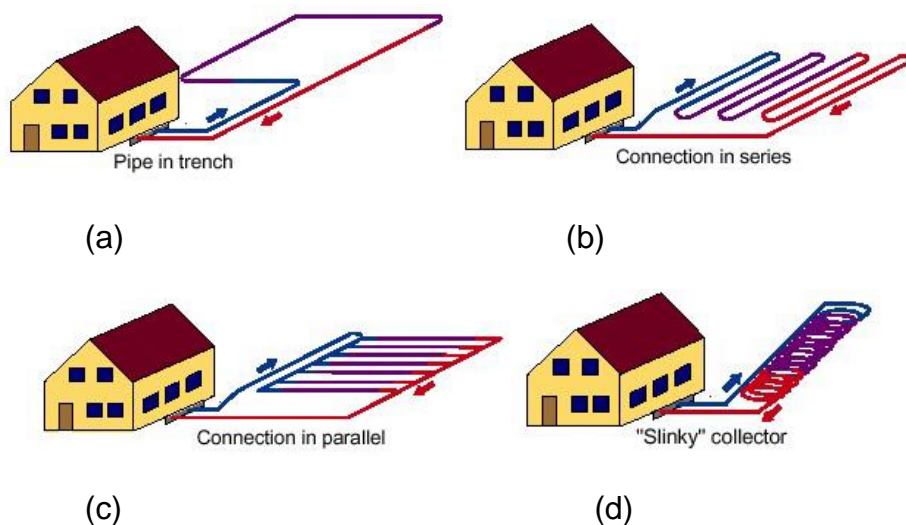 Pipe in trench
Connection in series
(a)
(b)
Connection in parallel
"Slinky" collector
(c)
(d)